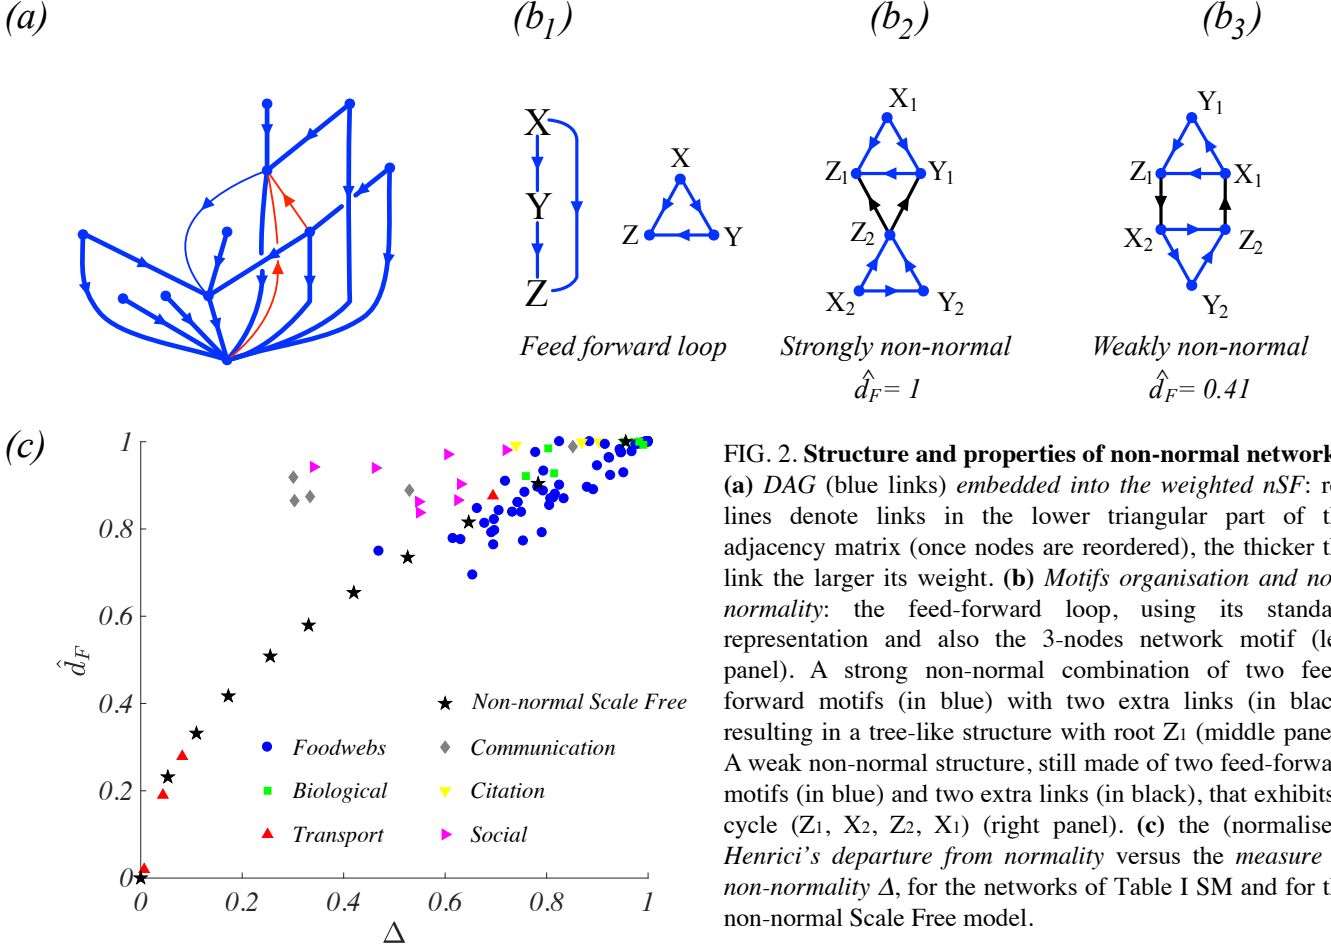 (a)
(b1)
(b2)
(b3)
X
Y
Z
X
Z
Y
Feed forward loop
X1
Z1
Y1
Z2
X2
Y2
Strongly non-normal
d̂F = 1
Y1
Z1
X1
X2
Z2
Y2
Weakly non-normal
d̂F = 0.41
(c)
1
0.8
0.6
0.4
0.2
0
d̂F
0
0.2
0.4
0.6
0.8
1
Δ
Non-normal Scale Free
Foodwebs
Communication
Biological
Citation
Transport
Social
FIG. 2. Structure and properties of non-normal network
(a) DAG (blue links) embedded into the weighted nSF: re
lines denote links in the lower triangular part of th
adjacency matrix (once nodes are reordered), the thicker th
link the larger its weight. (b) Motifs organisation and no
normality: the feed-forward loop, using its standa
representation and also the 3-nodes network motif (le
panel). A strong non-normal combination of two fee
forward motifs (in blue) with two extra links (in blac
resulting in a tree-like structure with root Z1 (middle pane
A weak non-normal structure, still made of two feed-forwa
motifs (in blue) and two extra links (in black), that exhibits
cycle (Z1, X2, Z2, X1) (right panel). (c) the (normalise
Henrici's departure from normality versus the measure
non-normality Δ, for the networks of Table I SM and for th
non-normal Scale Free model.